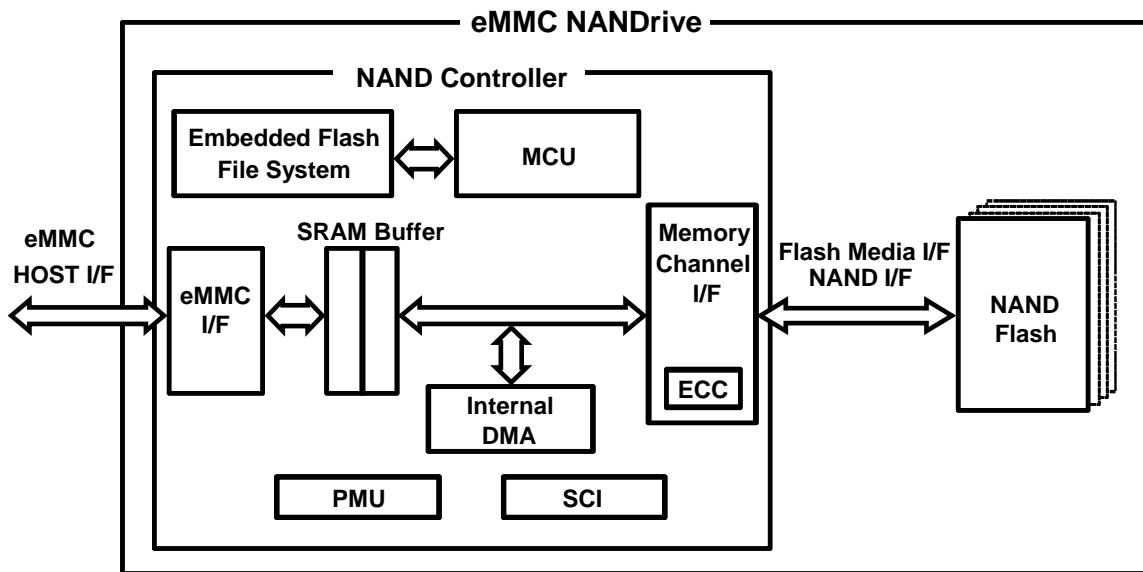 eMMC NANDrive
NAND Controller
Embedded Flash
File System
MCU
eMMC
HOST I/F
eMMC
I/F
SRAM Buffer
Internal
DMA
Memory
Channel
I/F
ECC
Flash Media I/F
NAND I/F
NAND
Flash
PMU
SCI